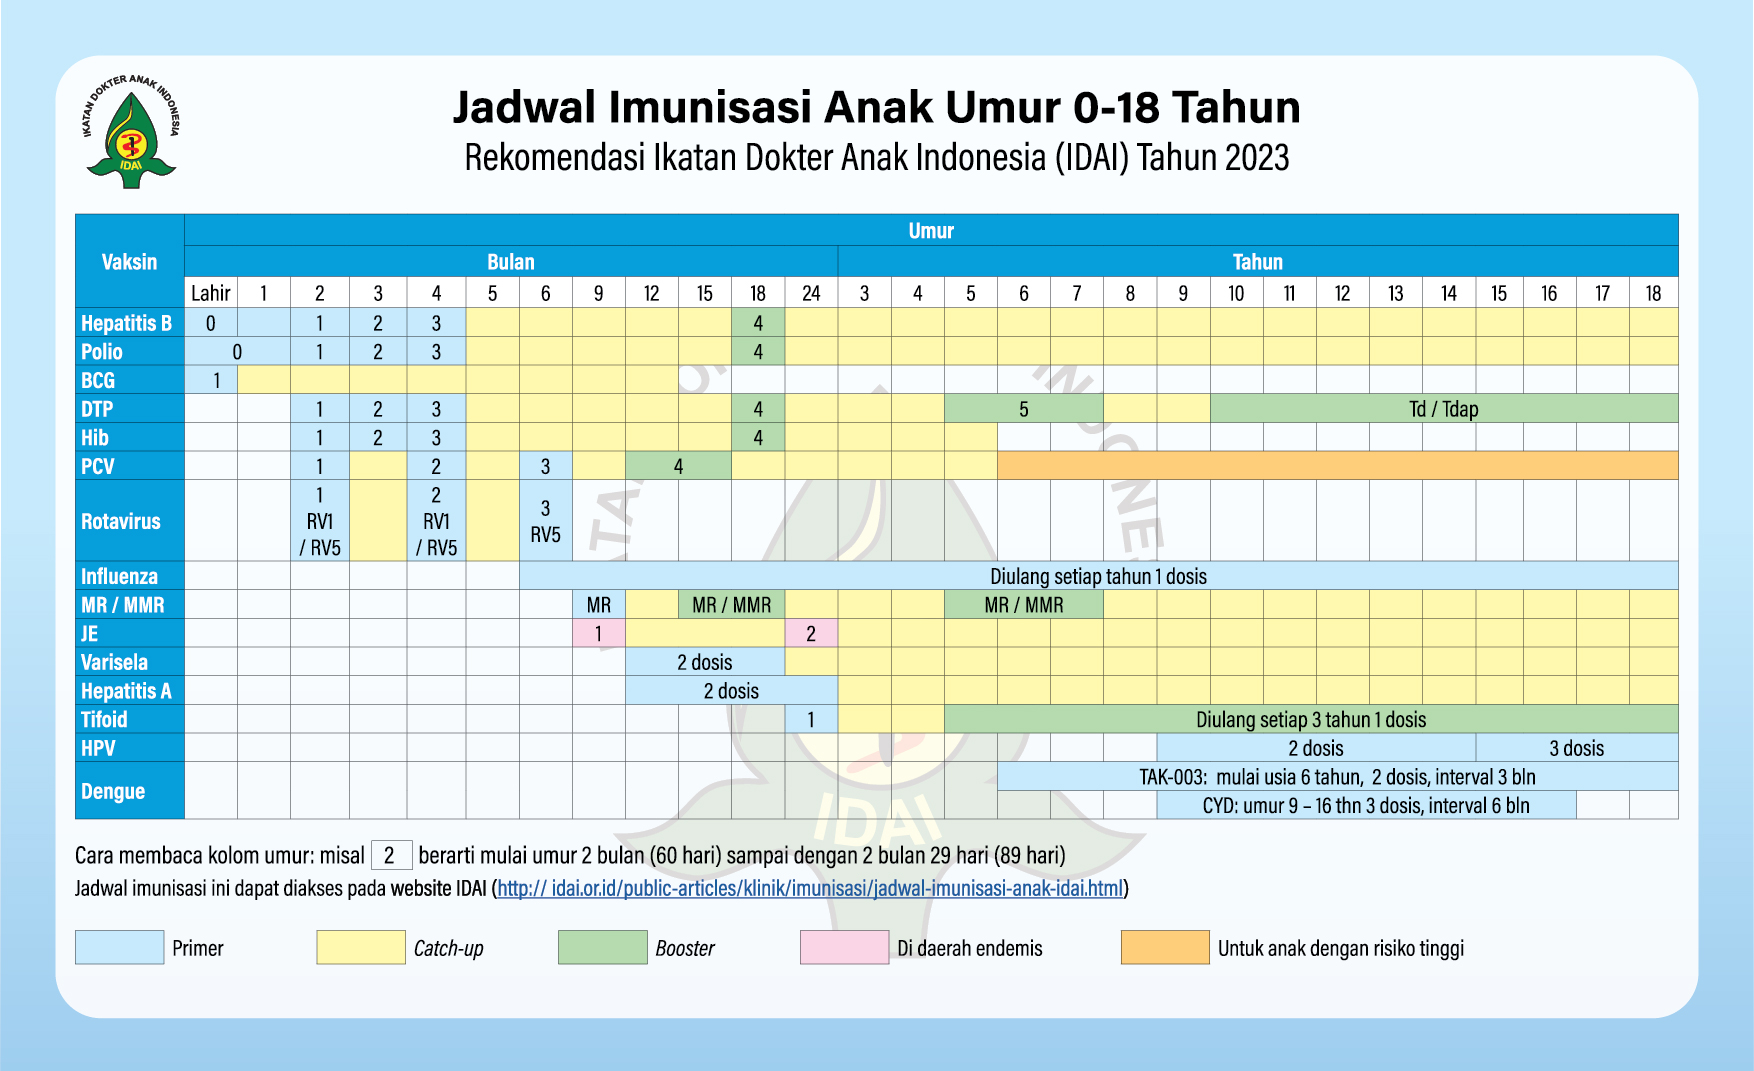 IKATAN DOKTER ANAK INDONESIA
IDAI
Jadwal Imunisasi Anak Umur 0-18 Tahun
Rekomendasi Ikatan Dokter Anak Indonesia (IDAI) Tahun 2023
Vaksin
Umur
Bulan Tahun
Lahir 1 2 3 4 5 6 9 12 15 18 24 3 4 5 6 7 8 9 10 11 12 13 14 15 16 17 18
Hepatitis B 0 1 2 3 4
Polio 0 1 2 3 4
BCG 1
DTP 1 2 3 4 5 Td / Tdap
Hib 1 2 3 4
PCV 1 2 3 4
Rotavirus
1
RV1
/ RV5
2
RV1
/ RV5
3
RV5
Influenza Diulang setiap tahun 1 dosis
MR / MMR MR MR / MMR MR / MMR
JE 1 2
Varisela 2 dosis
Hepatitis A 2 dosis
Tifoid 1 Diulang setiap 3 tahun 1 dosis
HPV 2 dosis 3 dosis
Dengue
TAK-003: mulai usia 6 tahun, 2 dosis, interval 3 bln
CYD: umur 9 – 16 thn 3 dosis, interval 6 bln
IDAI
Cara membaca kolom umur: misal 2 berarti mulai umur 2 bulan (60 hari) sampai dengan 2 bulan 29 hari (89 hari)
Jadwal imunisasi ini dapat diakses pada website IDAI (http:// idai.or.id/public-articles/klinik/imunisasi/jadwal-imunisasi-anak-idai.html)
Primer Catch-up Booster Di daerah endemis Untuk anak dengan risiko tinggi